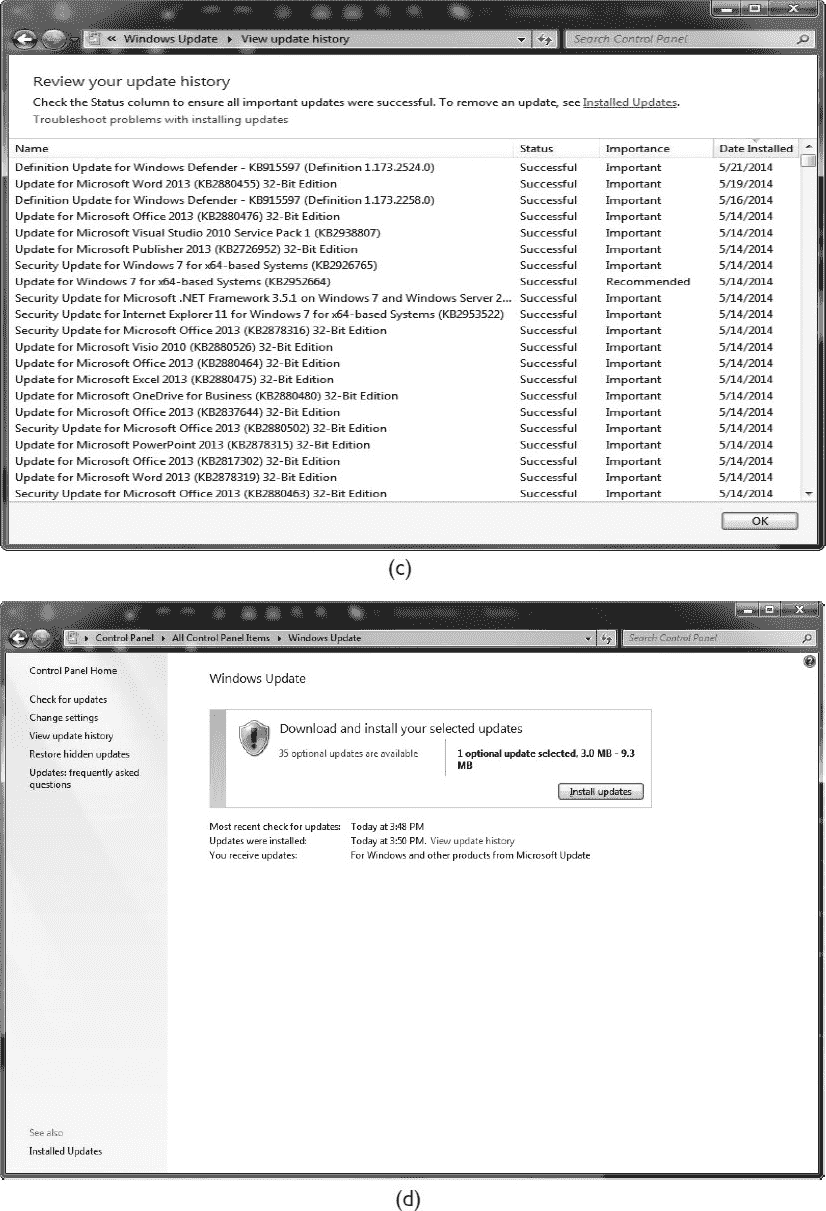 « Windows Update ▸ View update history
Search Control Panel
Review your update history
Check the Status column to ensure all important updates were successful. To remove an update, see Installed Updates.
Troubleshoot problems with installing updates
Name Status Importance Date Installed
Definition Update for Windows Defender - KB915597 (Definition 1.173.2524.0) Successful Important 5/21/2014
Update for Microsoft Word 2013 (KB2880455) 32-Bit Edition Successful Important 5/19/2014
Definition Update for Windows Defender - KB915597 (Definition 1.173.2258.0) Successful Important 5/16/2014
Update for Microsoft Office 2013 (KB2880476) 32-Bit Edition Successful Important 5/14/2014
Update for Microsoft Visual Studio 2010 Service Pack 1 (KB2938807) Successful Important 5/14/2014
Update for Microsoft Publisher 2013 (KB2726952) 32-Bit Edition Successful Important 5/14/2014
Security Update for Windows 7 for x64-based Systems (KB2926765) Successful Important 5/14/2014
Update for Windows 7 for x64-based Systems (KB2952664) Successful Recommended 5/14/2014
Security Update for Microsoft .NET Framework 3.5.1 on Windows 7 and Windows Server 2... Successful Important 5/14/2014
Security Update for Internet Explorer 11 for Windows 7 for x64-based Systems (KB2953522) Successful Important 5/14/2014
Security Update for Microsoft Office 2013 (KB2878316) 32-Bit Edition Successful Important 5/14/2014
Update for Microsoft Visio 2010 (KB2880526) 32-Bit Edition Successful Important 5/14/2014
Update for Microsoft Office 2013 (KB2880464) 32-Bit Edition Successful Important 5/14/2014
Update for Microsoft Excel 2013 (KB2880475) 32-Bit Edition Successful Important 5/14/2014
Update for Microsoft OneDrive for Business (KB2880480) 32-Bit Edition Successful Important 5/14/2014
Update for Microsoft Office 2013 (KB2837644) 32-Bit Edition Successful Important 5/14/2014
Security Update for Microsoft Office 2013 (KB2880502) 32-Bit Edition Successful Important 5/14/2014
Update for Microsoft PowerPoint 2013 (KB2878315) 32-Bit Edition Successful Important 5/14/2014
Update for Microsoft Office 2013 (KB2817302) 32-Bit Edition Successful Important 5/14/2014
Update for Microsoft Word 2013 (KB2878319) 32-Bit Edition Successful Important 5/14/2014
Security Update for Microsoft Office 2013 (KB2880463) 32-Bit Edition Successful Important 5/14/2014
OK
(c)
▸ Control Panel ▸ All Control Panel Items ▸ Windows Update
Search Control Panel
Control Panel Home
Check for updates
Change settings
View update history
Restore hidden updates
Updates: frequently asked
questions
See also
Installed Updates
Windows Update
Download and install your selected updates
35 optional updates are available
1 optional update selected, 3.0 MB - 9.3
MB
Install updates
Most recent check for updates: Today at 3:48 PM
Updates were installed: Today at 3:50 PM. View update history
You receive updates: For Windows and other products from Microsoft Update
(d)